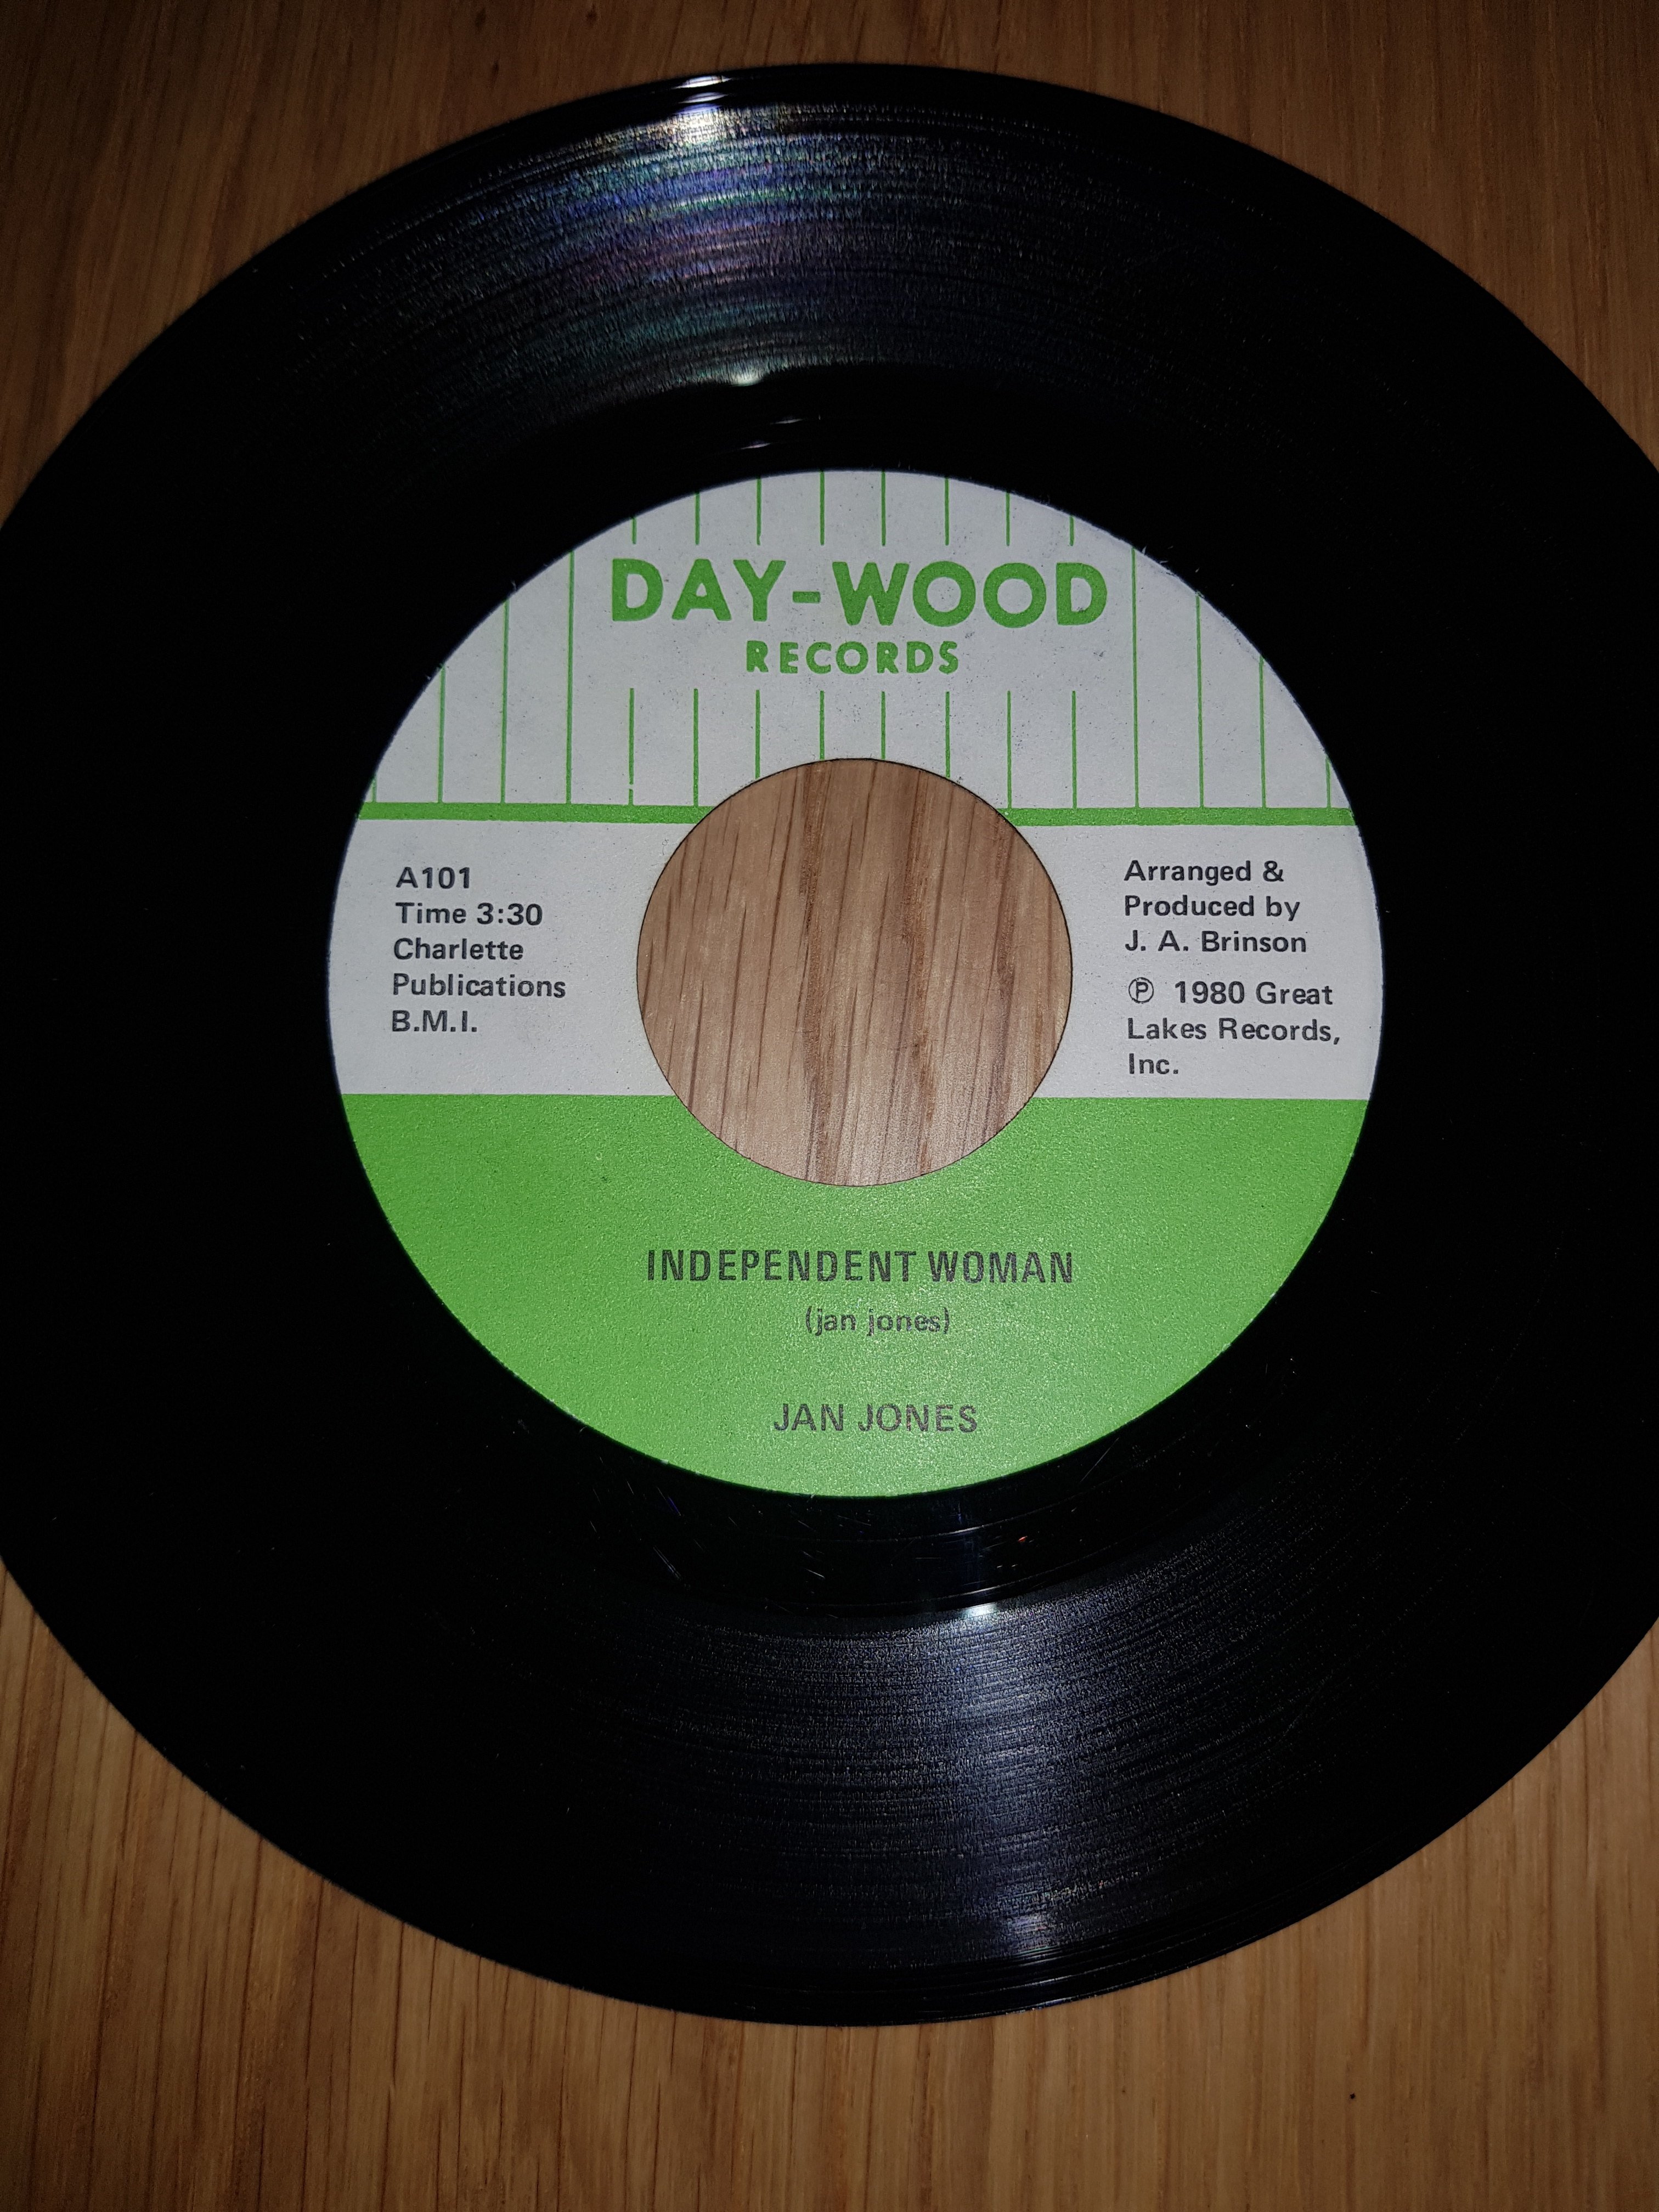 DAY-WOOD
RECORDS
A101
Time 3:30
Charlette
Publications
B.M.I.
Arranged &
Produced by
J. A. Brinson
℗ 1980 Great
Lakes Records,
Inc.
INDEPENDENT WOMAN
(jan jones)
JAN JONES